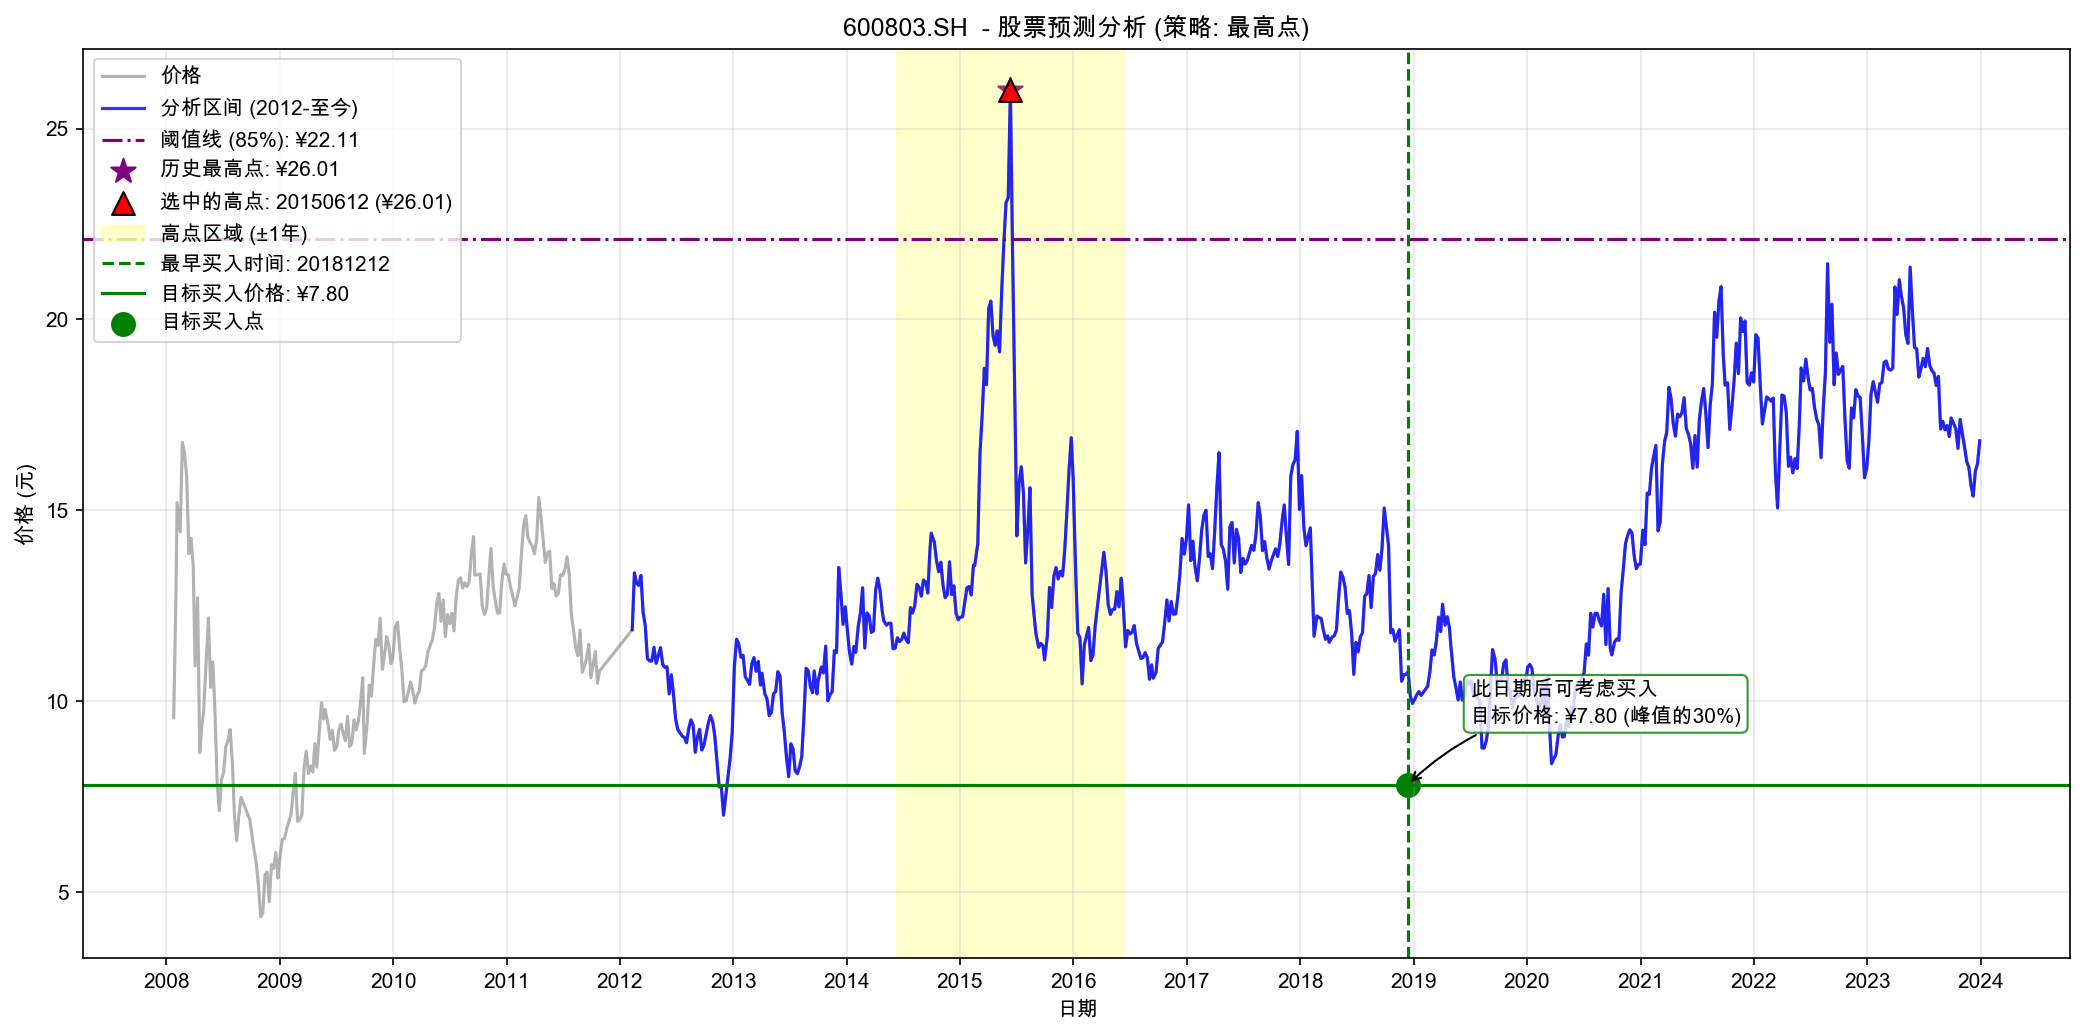 600803.SH - 股票预测分析 (策略: 最高点)
价格
分析区间 (2012-至今)
阈值线 (85%): ¥22.11
历史最高点: ¥26.01
选中的高点: 20150612 (¥26.01)
高点区域 (±1年)
最早买入时间: 20181212
目标买入价格: ¥7.80
目标买入点
价格 (元)
25
20
15
10
5
此日期后可考虑买入
目标价格: ¥7.80 (峰值的30%)
2008 2009 2010 2011 2012 2013 2014 2015 2016 2017 2018 2019 2020 2021 2022 2023 2024
日期